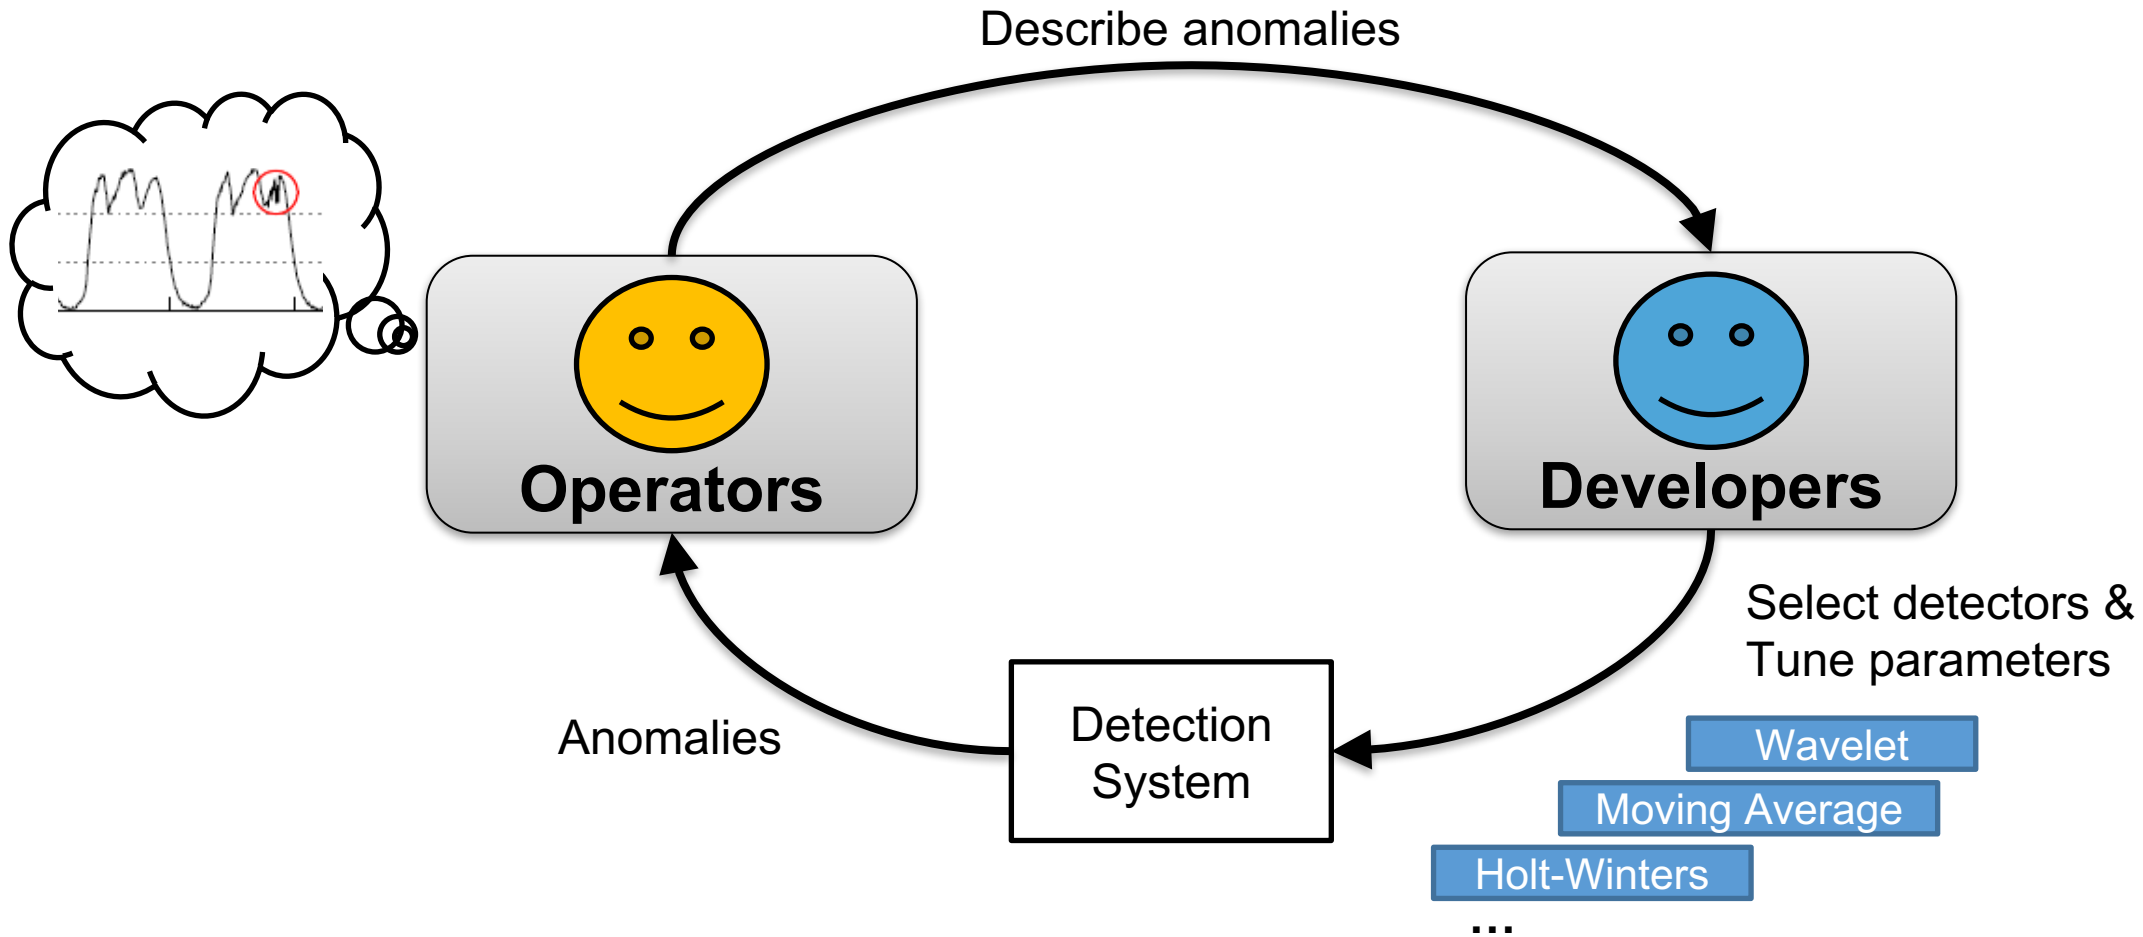 Describe anomalies
Operators
Developers
Select detectors &
Tune parameters
Anomalies
Detection
System
Wavelet
Moving Average
Holt-Winters
...